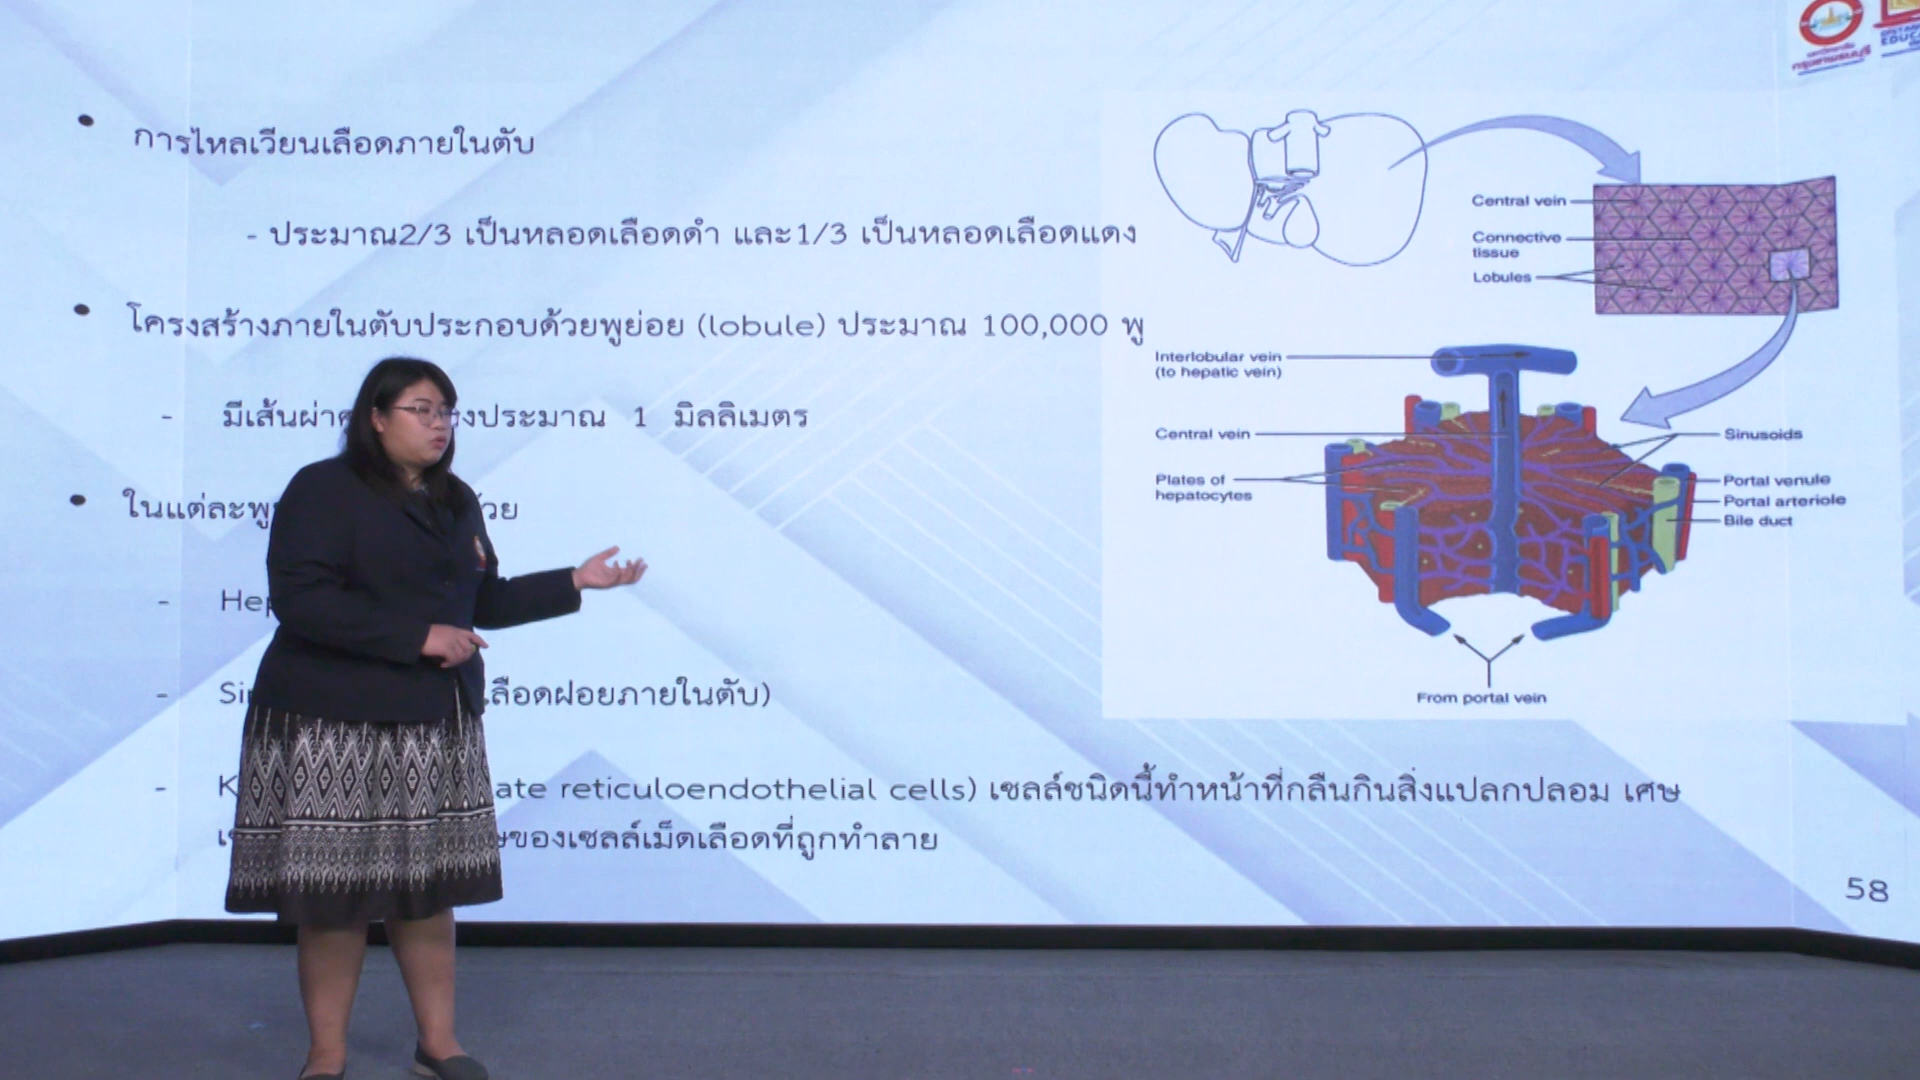 การไหลเวียนเลือดภายในตับ
- ประมาณ2/3 เป็นหลอดเลือดดำ และ1/3 เป็นหลอดเลือดแดง
โครงสร้างภายในตับประกอบด้วยพูย่อย (lobule) ประมาณ 100,000 พู
- มีเส้นผ่า งประมาณ 1 มิลลิเมตร
ในแต่ละพู
-
-
ลือดฝอยภายในตับ)
- reticuloendothelial cells) เซลล์ชนิดนี้ทำหน้าที่กลืนกินสิ่งแปลกปลอม เศษ
ของเซลล์เม็ดเลือดที่ถูกทำลาย
Central vein
Connective
tissue
Lobules
Interlobular vein
(to hepatic vein)
Central vein
Plates of
hepatocytes
Sinusoids
Portal venule
Portal arteriole
Bile duct
From portal vein
58